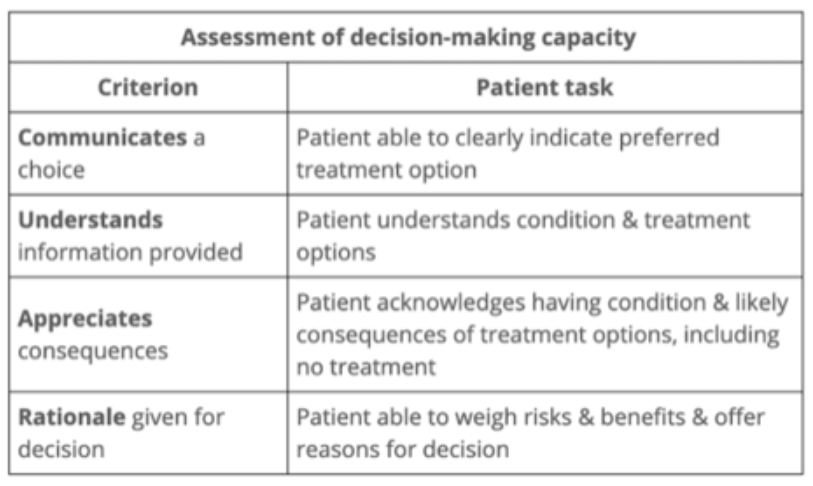 Assessment of decision-making capacity
Criterion
Patient task
Communicates a
choice
Patient able to clearly indicate preferred
treatment option
Understands
information provided
Patient understands condition & treatment
options
Appreciates
consequences
Patient acknowledges having condition & likely
consequences of treatment options, including
no treatment
Rationale given for
decision
Patient able to weigh risks & benefits & offer
reasons for decision